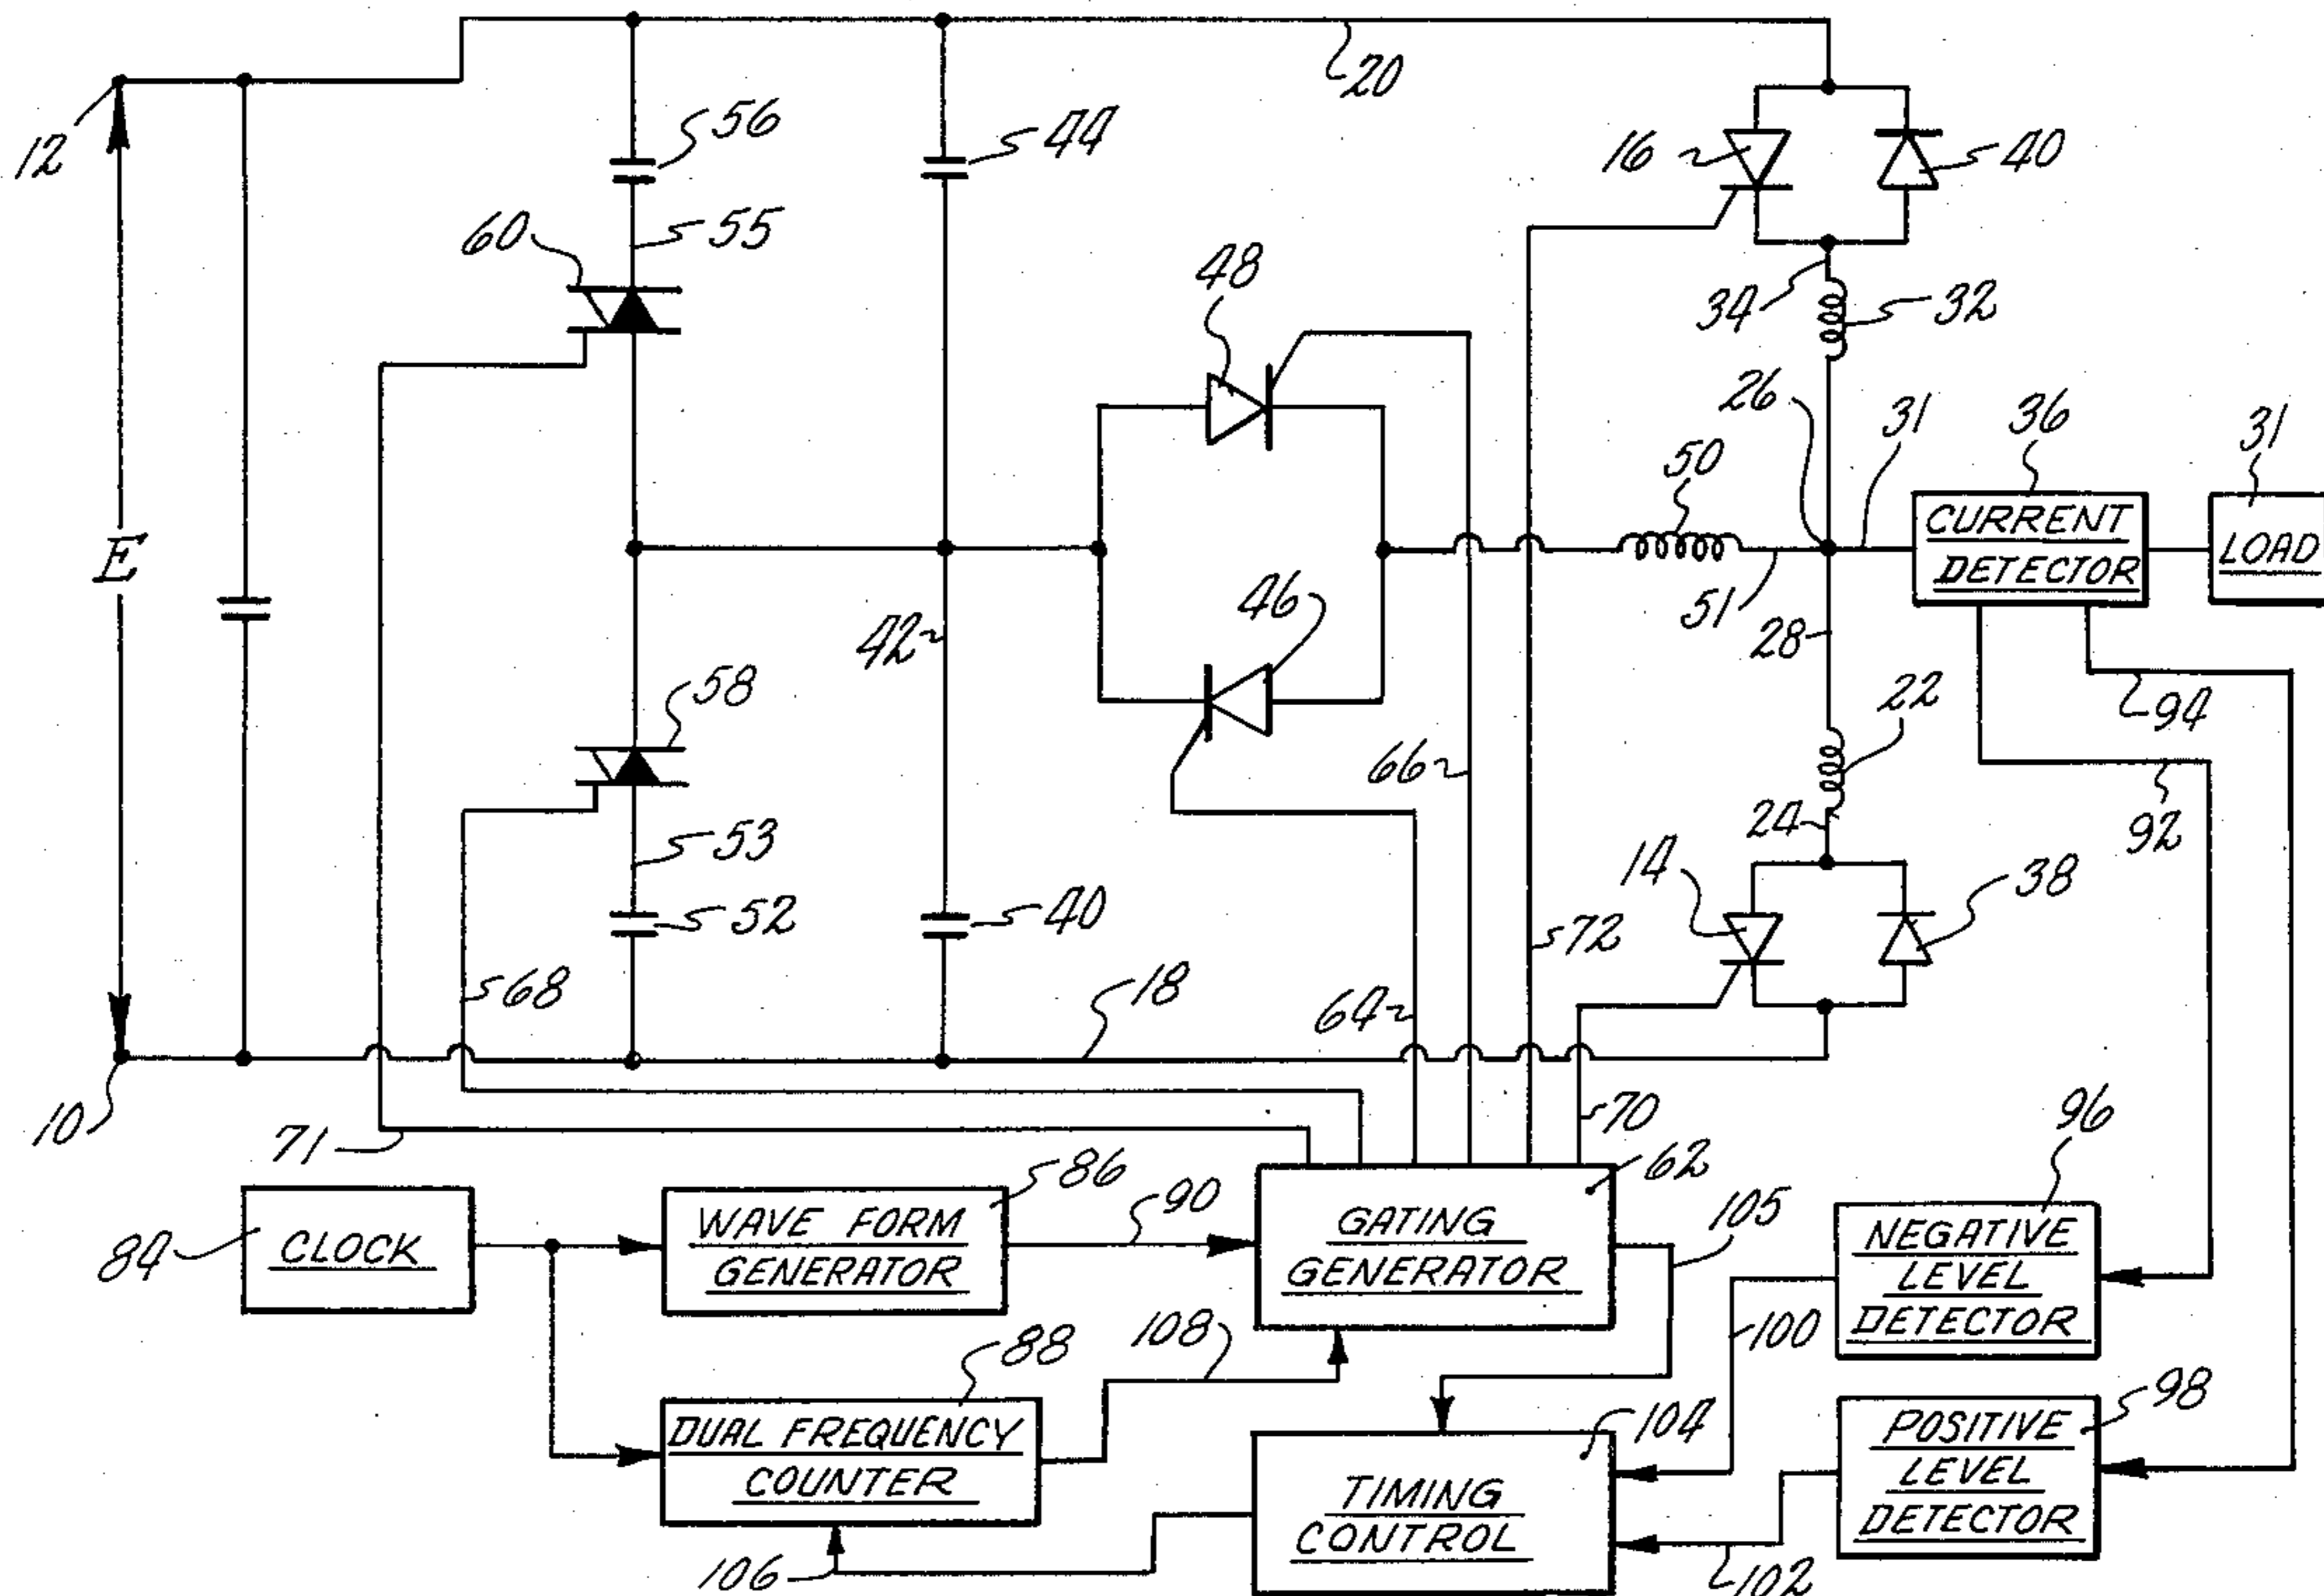 20
12
56
44
16
40
60
55
48
34
32
26
31
36
31
50
E
CURRENT
DETECTOR
LOAD
51
46
42
28
58
94
22
66
24
92
53
14
38
52
40
72
68
18
64
10
71
70
96
62
86
90
105
84
CLOCK
WAVE FORM
GENERATOR
GATING
GENERATOR
NEGATIVE
LEVEL
DETECTOR
108
100
88
98
104
DUAL FREQUENCY
COUNTER
TIMING
CONTROL
POSITIVE
LEVEL
DETECTOR
106
102